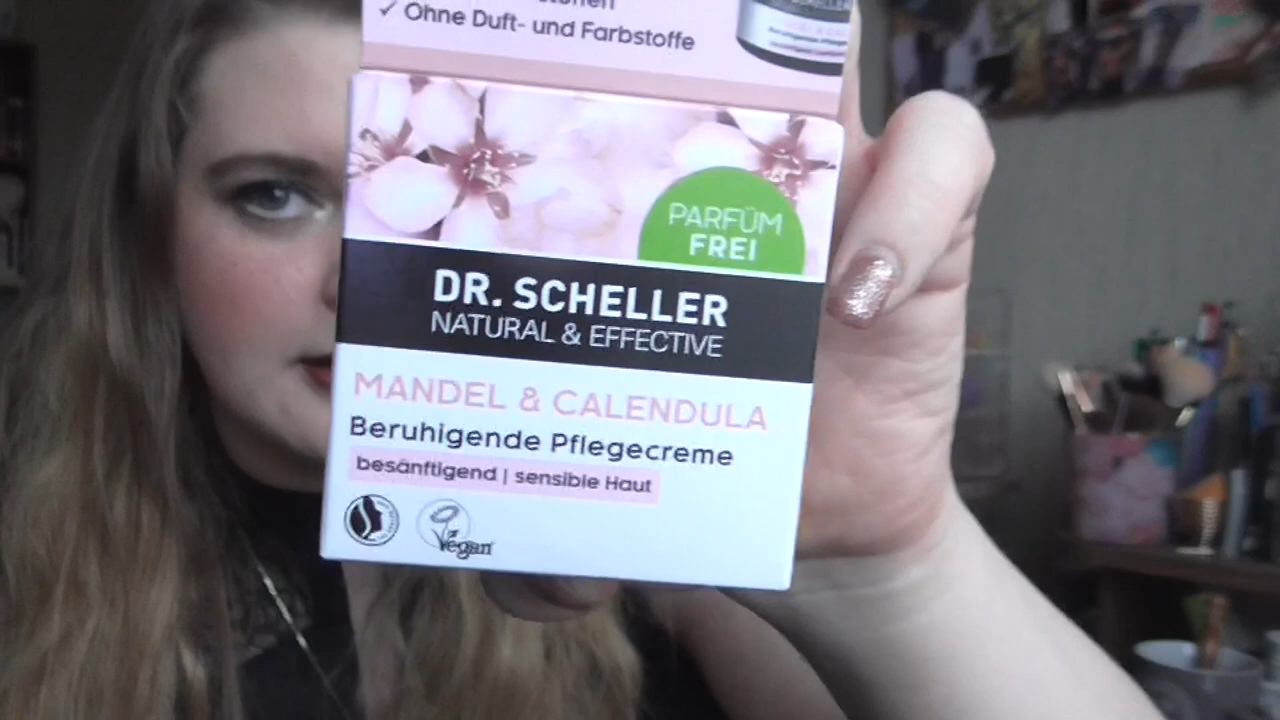 ✓ Ohne Duft- und Farbstoffe
PARFÜM
FREI
DR. SCHELLER
NATURAL & EFFECTIVE
MANDEL & CALENDULA
Beruhigende Pflegecreme
besänftigend | sensible Haut
Vegan